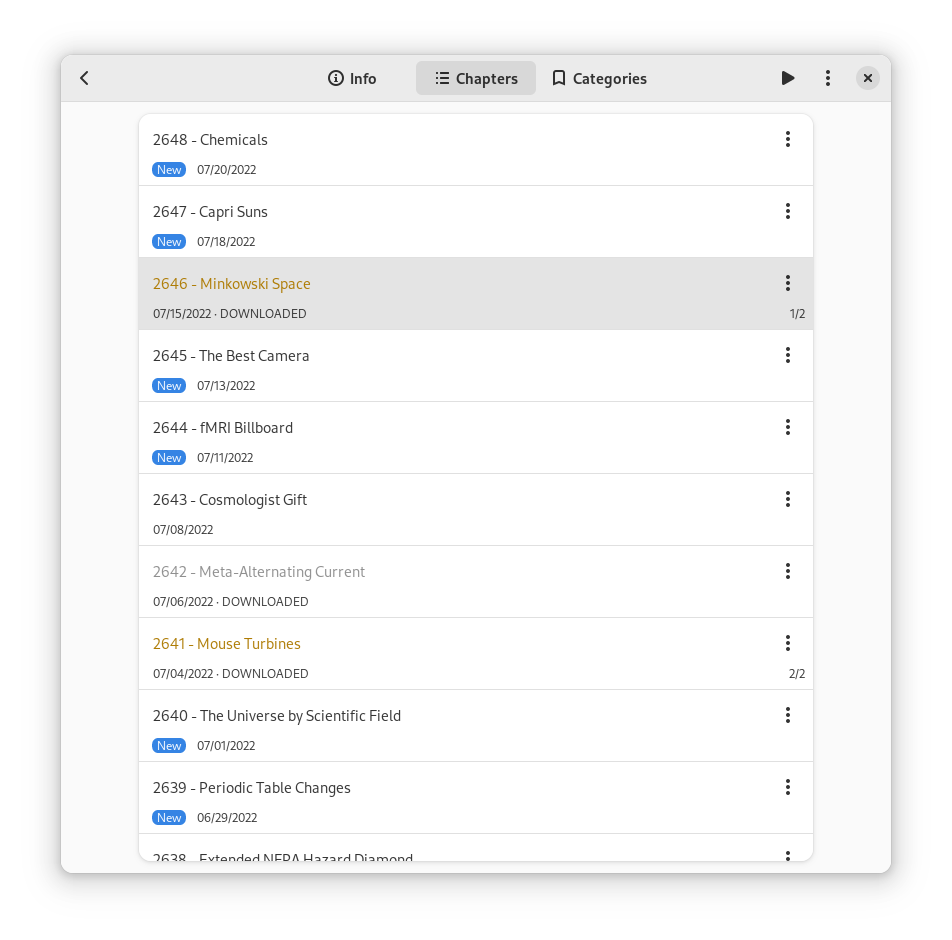 Info Chapters Categories
2648 - Chemicals
New 07/20/2022
2647 - Capri Suns
New 07/18/2022
2646 - Minkowski Space
07/15/2022 · DOWNLOADED 1/2
2645 - The Best Camera
New 07/13/2022
2644 - fMRI Billboard
New 07/11/2022
2643 - Cosmologist Gift
07/08/2022
2642 - Meta-Alternating Current
07/06/2022 · DOWNLOADED
2641 - Mouse Turbines
07/04/2022 · DOWNLOADED 2/2
2640 - The Universe by Scientific Field
New 07/01/2022
2639 - Periodic Table Changes
New 06/29/2022
2638 - Extended NFPA Hazard Diamond